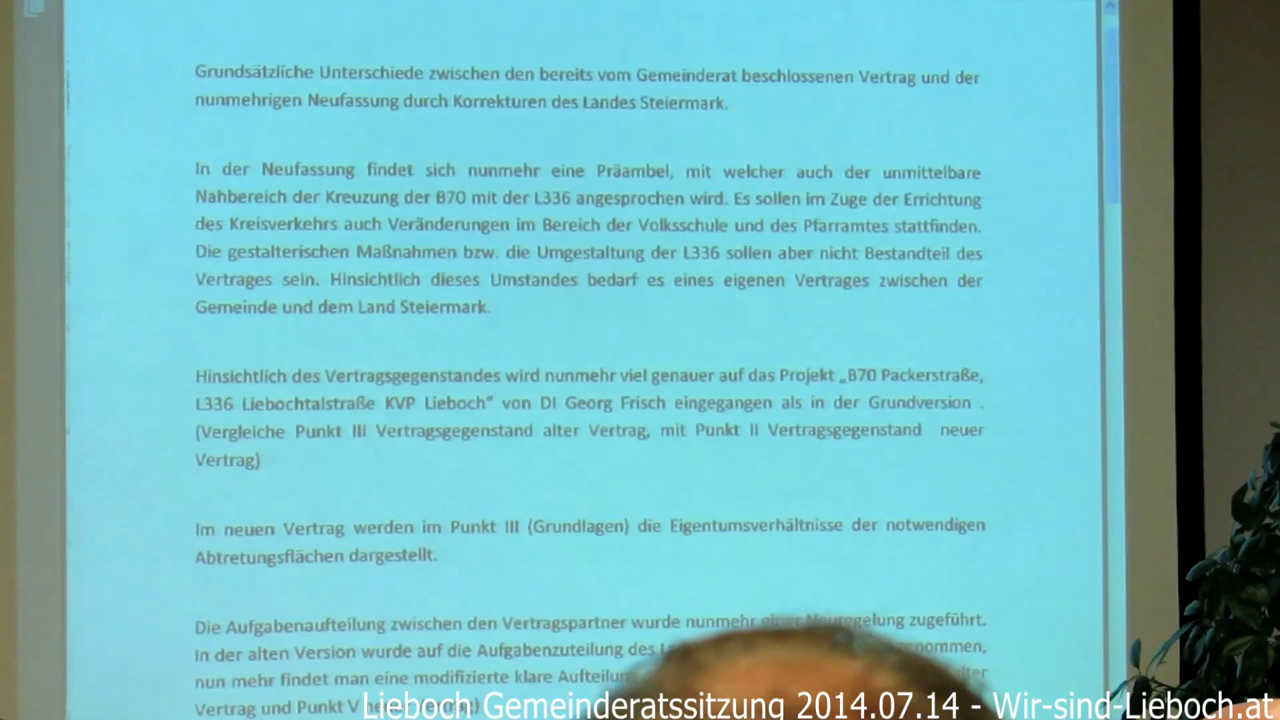 Grundsätzliche Unterschiede zwischen den bereits vom Gemeinderat beschlossenen Vertrag und der
nunmehrigen Neufassung durch Korrekturen des Landes Steiermark.
In der Neufassung findet sich nunmehr eine Präambel, mit welcher auch der unmittelbare
Nahbereich der Kreuzung der B70 mit der L336 angesprochen wird. Es sollen im Zuge der Errichtung
des Kreisverkehrs auch Veränderungen im Bereich der Volksschule und des Pfarramtes stattfinden.
Die gestalterischen Maßnahmen bzw. die Umgestaltung der L336 sollen aber nicht Bestandteil des
Vertrages sein. Hinsichtlich dieses Umstandes bedarf es eines eigenen Vertrages zwischen der
Gemeinde und dem Land Steiermark.
Hinsichtlich des Vertragsgegenstandes wird nunmehr viel genauer auf das Projekt „B70 Packerstraße,
L336 Liebochtalstraße KVP Lieboch“ von DI Georg Frisch eingegangen als in der Grundversion .
(Vergleiche Punkt III Vertragsgegenstand alter Vertrag, mit Punkt II Vertragsgegenstand neuer
Vertrag)
Im neuen Vertrag werden im Punkt III (Grundlagen) die Eigentumsverhältnisse der notwendigen
Abtretungsflächen dargestellt.
Die Aufgabenaufteilung zwischen den Vertragspartner wurde nunmehr einer Neuregelung zugeführt.
In der alten Version wurde auf die Aufgabenzuteilung des
nun mehr findet man eine modifizierte klare Aufteilung
Vertrag und Punkt V
Lieboch Gemeinderatssitzung 2014.07.14 - Wir-sind-Lieboch.at